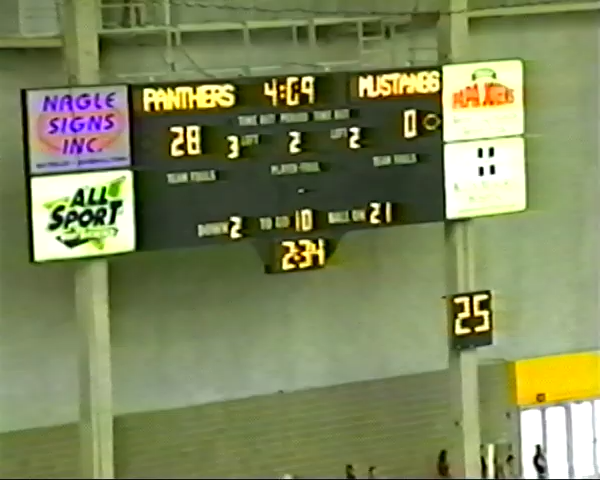 NAGLE
SIGNS
INC.
ALL
SPORT
PANTHERS 4:09 MUSTANGS
TIME OUT PERIOD TIME OUT
28 3 LEFT 2 LEFT 2 0
TEAM FOULS PLAYER FOUL TEAM FOULS
DOWN 2 TO GO 10 BALL ON 21
2:34
PAPA JOHN'S
25